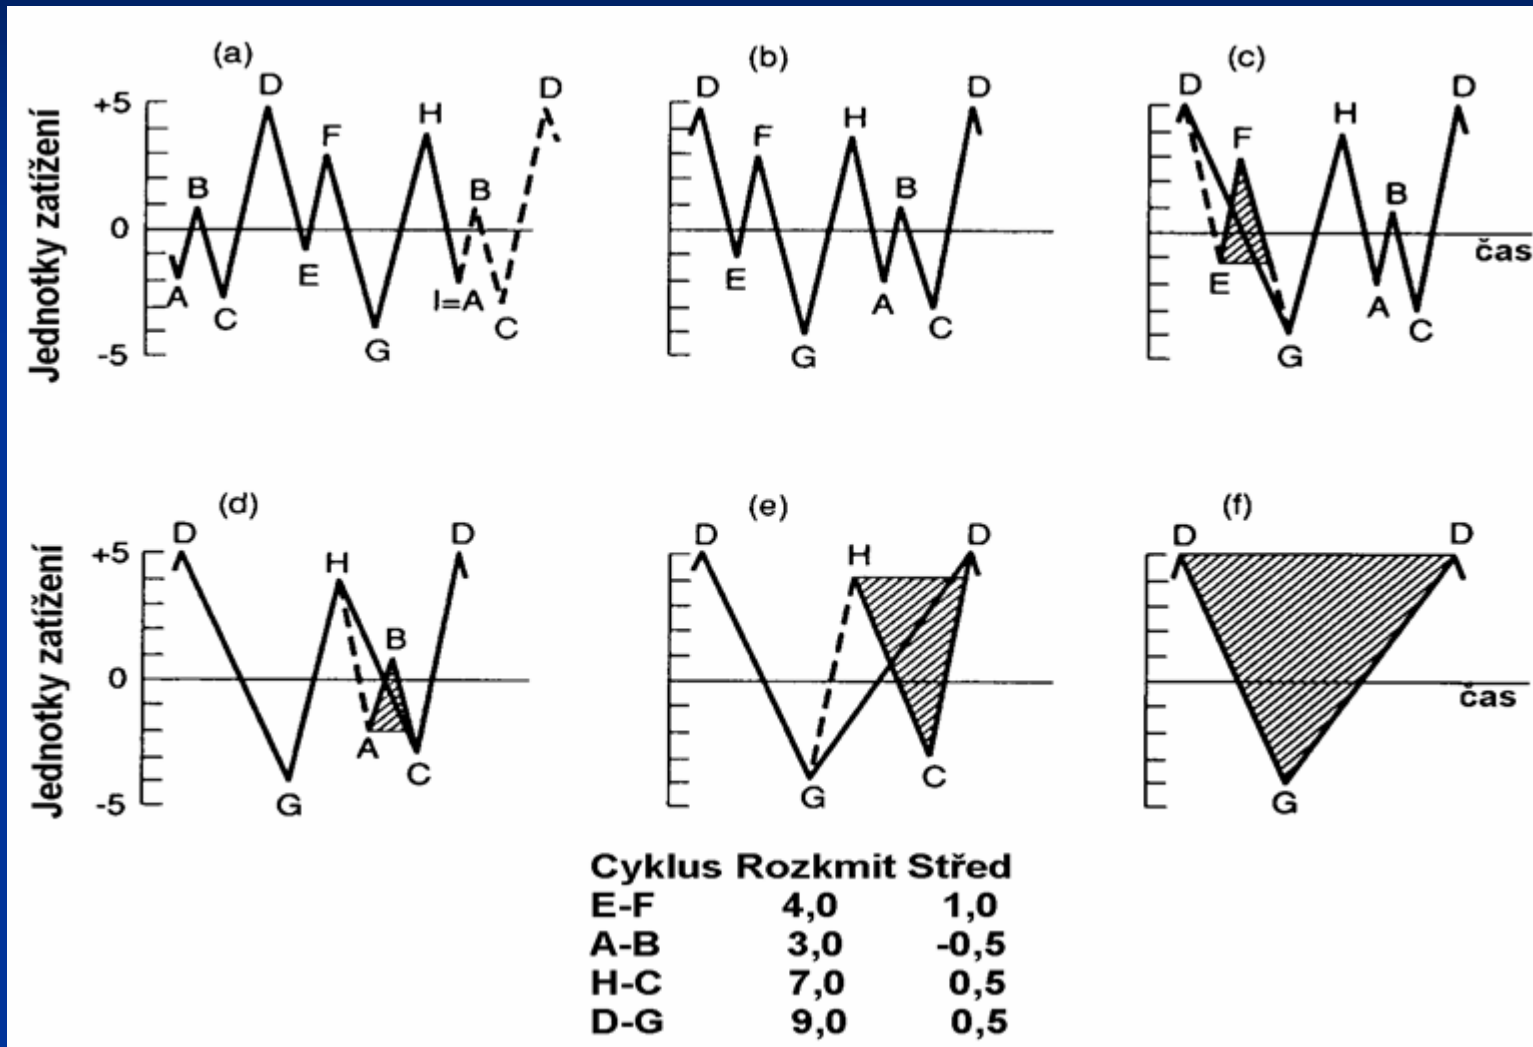 (a)
Jednotky zatížení
+5
0
-5
A
B
C
D
E
F
G
H
I=A
B
C
D
(b)
D
E
F
G
H
A
B
C
D
(c)
D
E
F
G
H
A
B
C
D
čas
(d)
Jednotky zatížení
+5
0
-5
D
G
H
A
B
C
D
(e)
D
G
H
C
D
(f)
D
G
D
čas
Cyklus Rozkmit Střed
E-F 4,0 1,0
A-B 3,0 -0,5
H-C 7,0 0,5
D-G 9,0 0,5